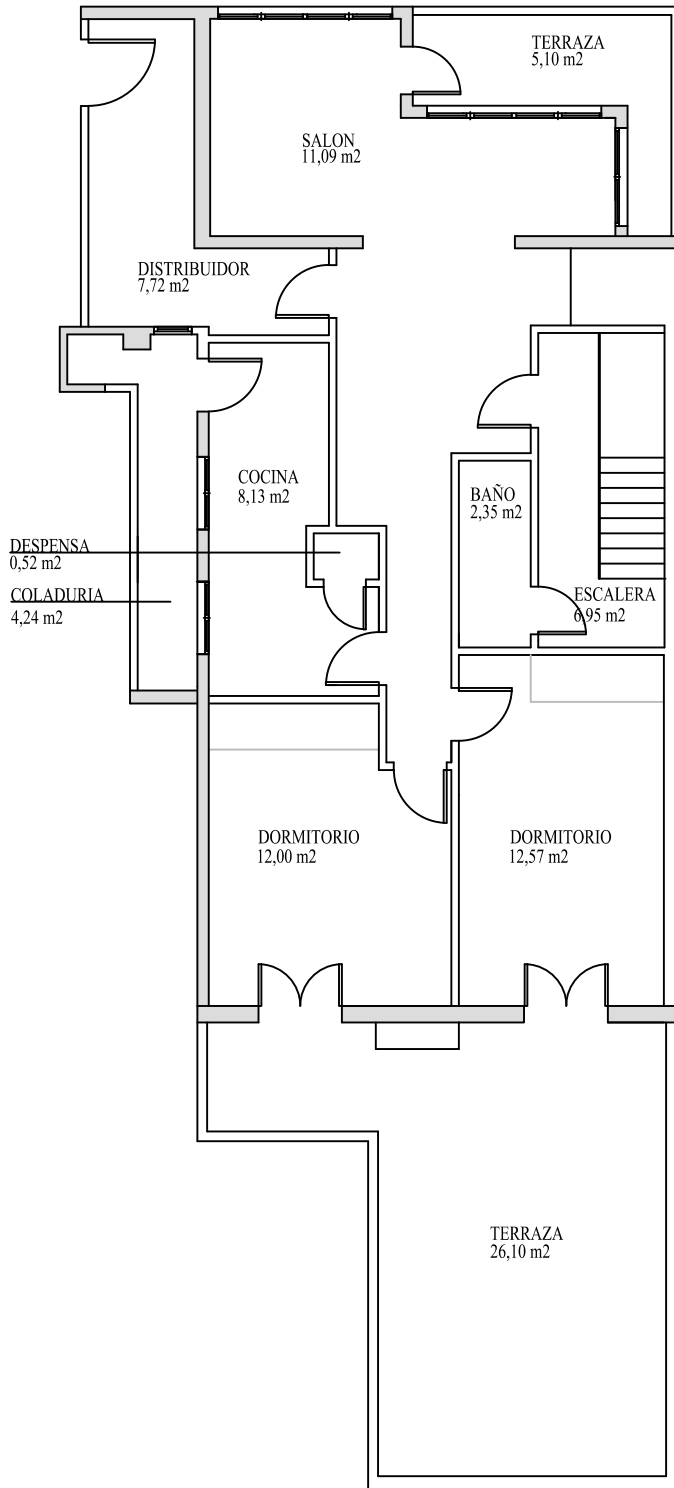 TERRAZA
5,10 m2
SALON
11,09 m2
DISTRIBUIDOR
7,72 m2
COCINA
8,13 m2
BAÑO
2,35 m2
DESPENSA
0,52 m2
COLADURIA
4,24 m2
ESCALERA
6,95 m2
DORMITORIO
12,00 m2
DORMITORIO
12,57 m2
TERRAZA
26,10 m2